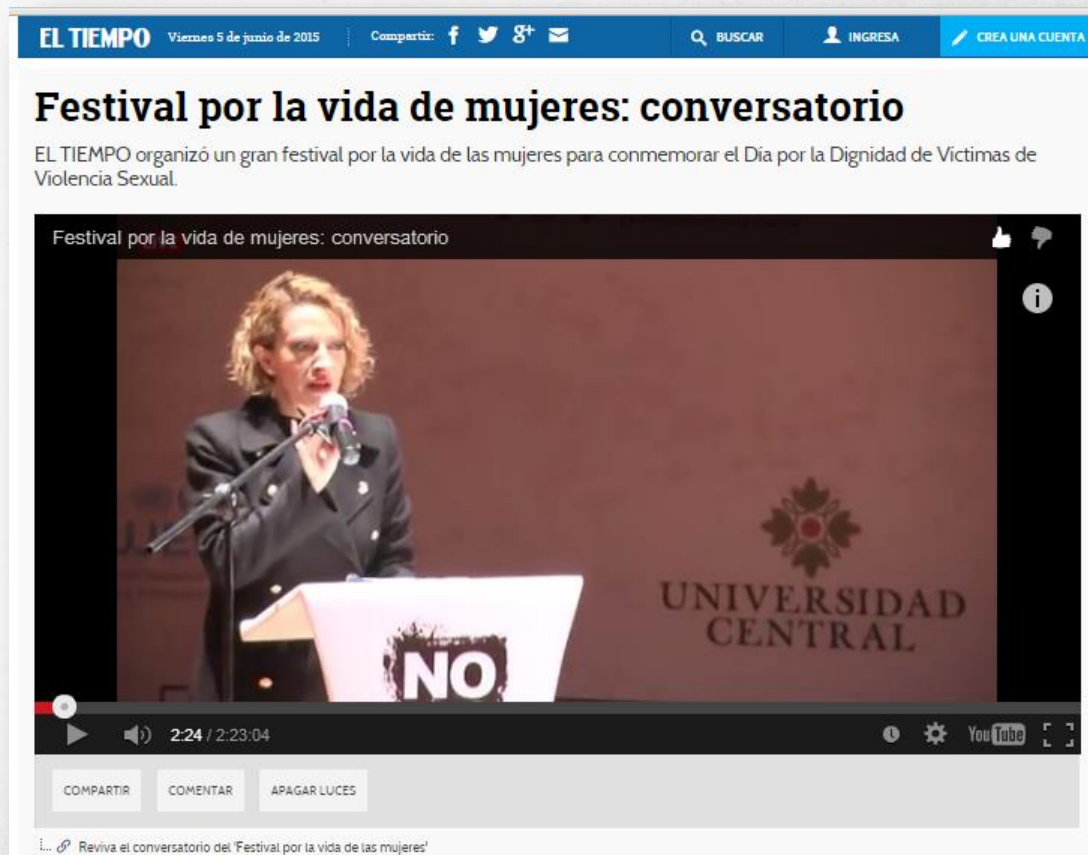 EL TIEMPO Viernes 5 de junio de 2015 Compartir: BUSCAR INGRESA CREA UNA CUENTA
Festival por la vida de mujeres: conversatorio
EL TIEMPO organizó un gran festival por la vida de las mujeres para conmemorar el Día por la Dignidad de Víctimas de
Violencia Sexual.
Festival por la vida de mujeres: conversatorio
UNIVERSIDAD
CENTRAL
NO
2:24 / 2:23:04 YouTube
COMPARTIR COMENTAR APAGAR LUCES
Reviva el conversatorio del 'Festival por la vida de las mujeres'